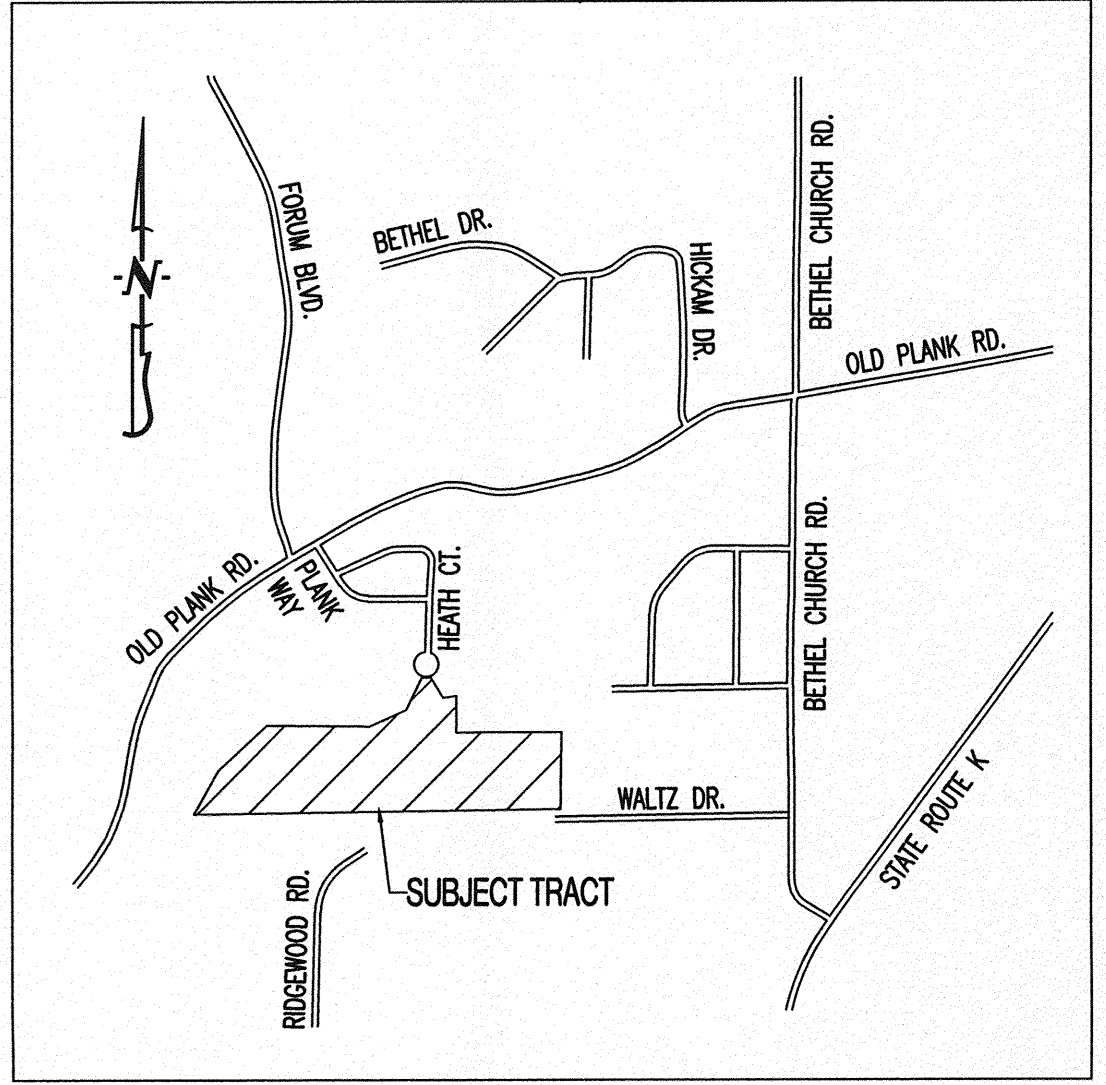 FORUM BLVD.
BETHEL DR.
HICKAM DR.
BETHEL CHURCH RD.
OLD PLANK RD.
-N-
OLD PLANK RD.
PLANK
WAY
HEATH CT.
BETHEL CHURCH RD.
WALTZ DR.
STATE ROUTE K
SUBJECT TRACT
RIDGEWOOD RD.